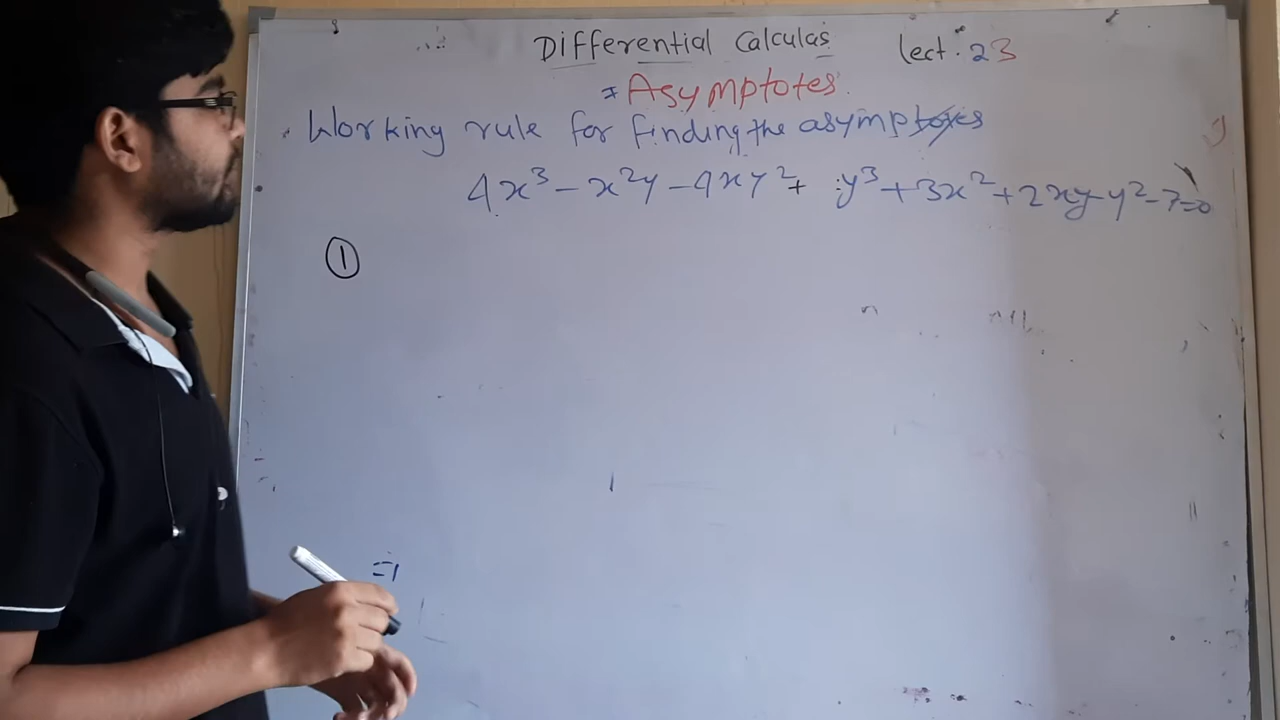 Differential Calculas lect. 23
Asymptotes
Working rule for finding the asymptotes
4x³ - x²y - 4xy² + y³ + 3x² + 2xy - y² - 7 = 0
①